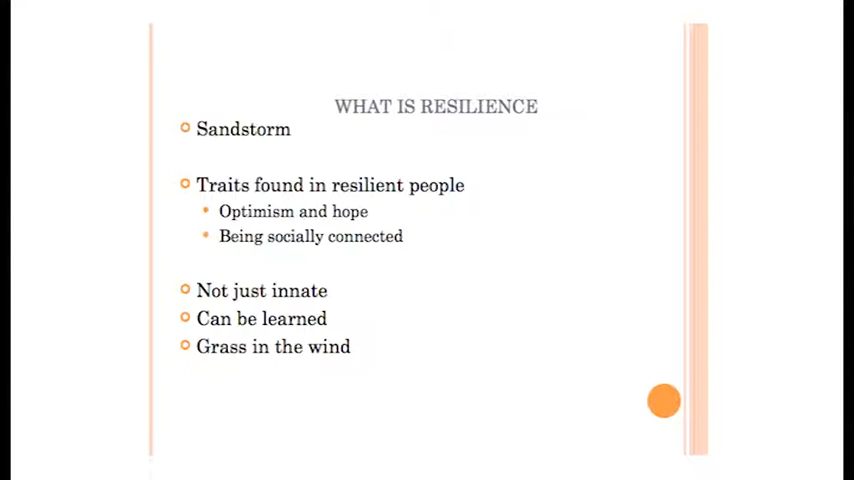 WHAT IS RESILIENCE
Sandstorm
Traits found in resilient people
Optimism and hope
Being socially connected
Not just innate
Can be learned
Grass in the wind